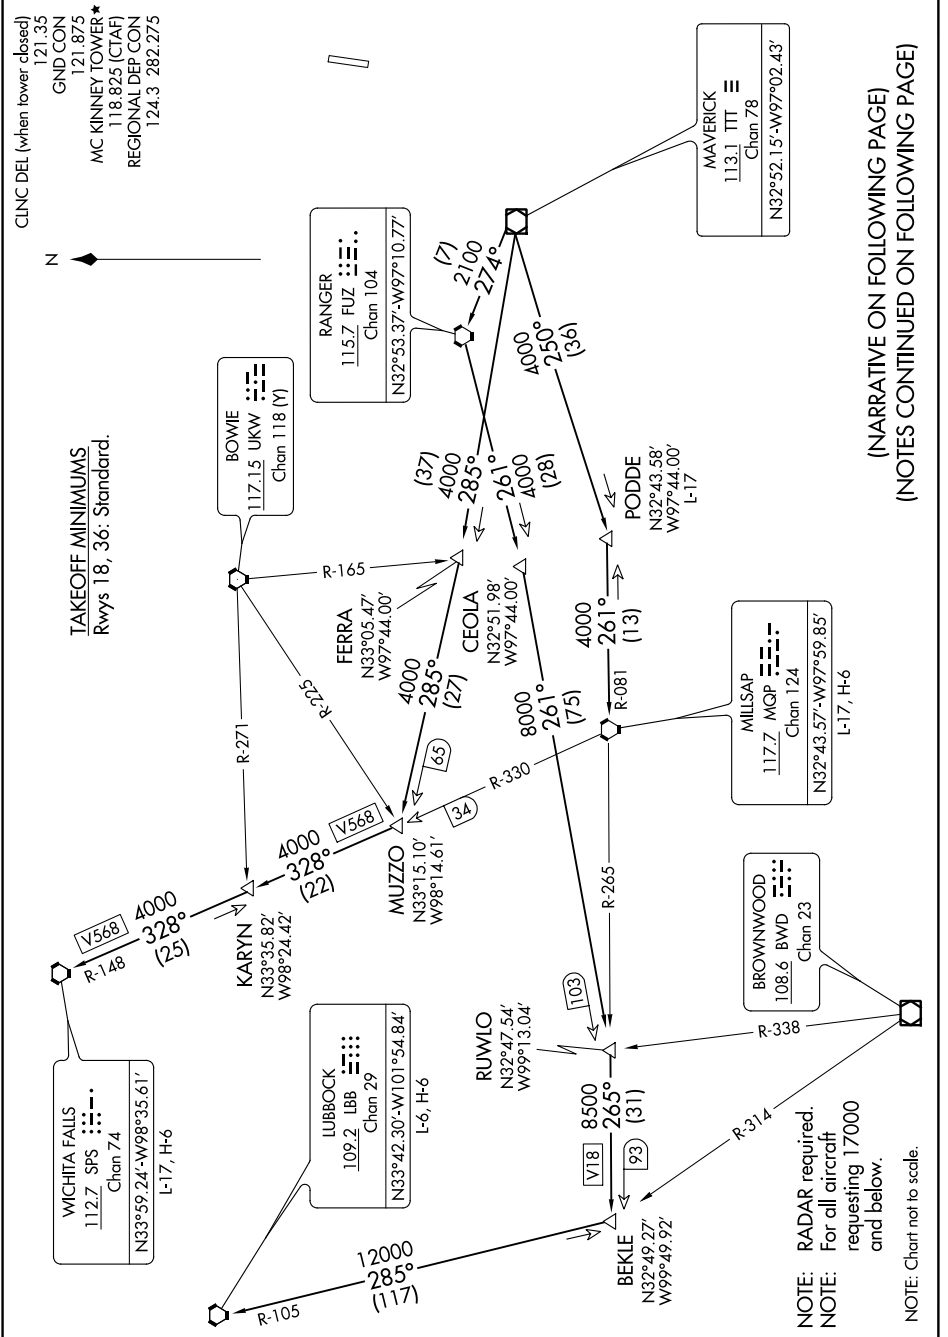 CLNC DEL (when tower closed)
121.35
GND CON
121.875
MC KINNEY TOWER★
118.825 (CTAF)
REGIONAL DEP CON
124.3 282.275
N
TAKEOFF MINIMUMS
Rwys 18, 36: Standard.
WICHITA FALLS
112.7 SPS
Chan 74
N33°59.24'-W98°35.61'
L-17, H-6
BOWIE
117.15 UKW
Chan 118 (Y)
RANGER
115.7 FUZ
Chan 104
N32°53.37'-W97°10.77'
MAVERICK
113.1 TTT
Chan 78
N32°52.15'-W97°02.43'
LUBBOCK
109.2 LBB
Chan 29
N33°42.30'-W101°54.84'
L-6, H-6
MILLSAP
117.7 MQP
Chan 124
N32°43.57'-W97°59.85'
L-17, H-6
BROWNWOOD
108.6 BWD
Chan 23
V568
4000
328°
(25)
R-148
KARYN
N33°35.82'
W98°24.42'
4000
328°
(22)
V568
MUZZO
N33°15.10'
W98°14.61'
R-271
R-225
R-165
FERRA
N33°05.47'
W97°44.00'
4000
285°
(27)
65
34
R-330
(37)
4000
285°
(7)
2100
274°
261°
4000
(28)
CEOLA
N32°51.98'
W97°44.00'
8000
261°
(75)
4000
250°
(36)
PODDE
N32°43.58'
W97°44.00'
L-17
4000
261°
(13)
R-081
R-265
103
RUWLO
N32°47.54'
W99°13.04'
8500
265°
(31)
V18
93
R-338
R-314
BEKLE
N32°49.27'
W99°49.92'
12000
285°
(117)
R-105
NOTE: RADAR required.
NOTE: For all aircraft
requesting 17000
and below.
NOTE: Chart not to scale.
(NARRATIVE ON FOLLOWING PAGE)
(NOTES CONTINUED ON FOLLOWING PAGE)